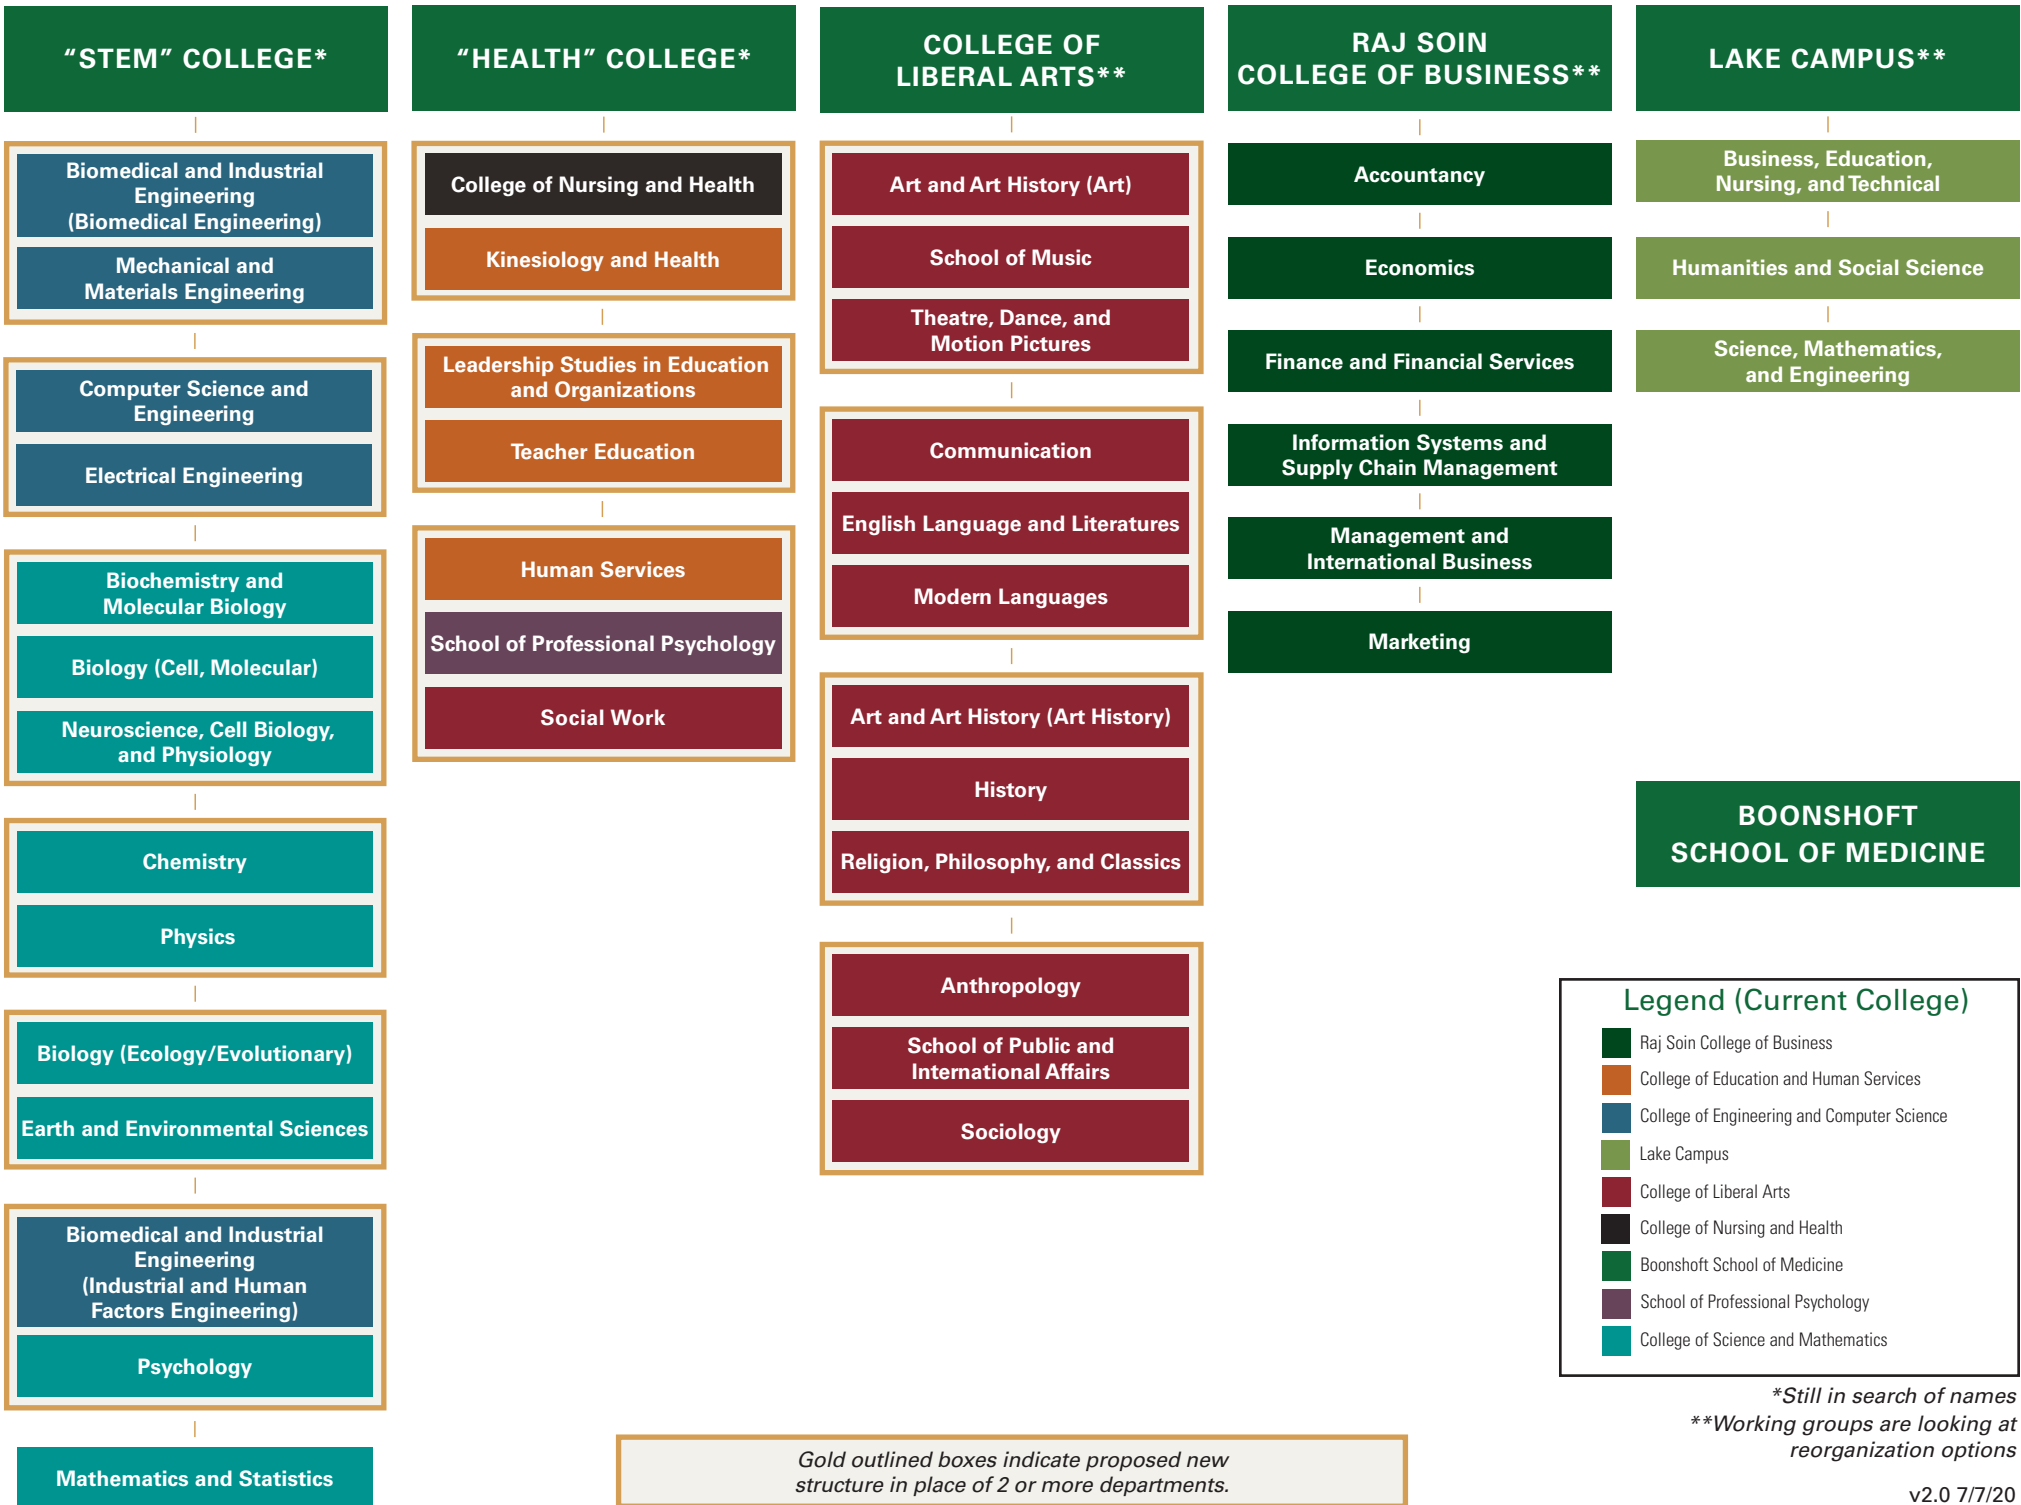 “STEM” COLLEGE*
Biomedical and Industrial
Engineering
(Biomedical Engineering)
Mechanical and
Materials Engineering
Computer Science and
Engineering
Electrical Engineering
Biochemistry and
Molecular Biology
Biology (Cell, Molecular)
Neuroscience, Cell Biology,
and Physiology
Chemistry
Physics
Biology (Ecology/Evolutionary)
Earth and Environmental Sciences
Biomedical and Industrial
Engineering
(Industrial and Human
Factors Engineering)
Psychology
Mathematics and Statistics
“HEALTH” COLLEGE*
College of Nursing and Health
Kinesiology and Health
Leadership Studies in Education
and Organizations
Teacher Education
Human Services
School of Professional Psychology
Social Work
COLLEGE OF
LIBERAL ARTS**
Art and Art History (Art)
School of Music
Theatre, Dance, and
Motion Pictures
Communication
English Language and Literatures
Modern Languages
Art and Art History (Art History)
History
Religion, Philosophy, and Classics
Anthropology
School of Public and
International Affairs
Sociology
RAJ SOIN
COLLEGE OF BUSINESS**
Accountancy
Economics
Finance and Financial Services
Information Systems and
Supply Chain Management
Management and
International Business
Marketing
LAKE CAMPUS**
Business, Education,
Nursing, and Technical
Humanities and Social Science
Science, Mathematics,
and Engineering
BOONSHOFT
SCHOOL OF MEDICINE
Legend (Current College)
Raj Soin College of Business
College of Education and Human Services
College of Engineering and Computer Science
Lake Campus
College of Liberal Arts
College of Nursing and Health
Boonshoft School of Medicine
School of Professional Psychology
College of Science and Mathematics
*Still in search of names
**Working groups are looking at
reorganization options
Gold outlined boxes indicate proposed new
structure in place of 2 or more departments.
v2.0 7/7/20